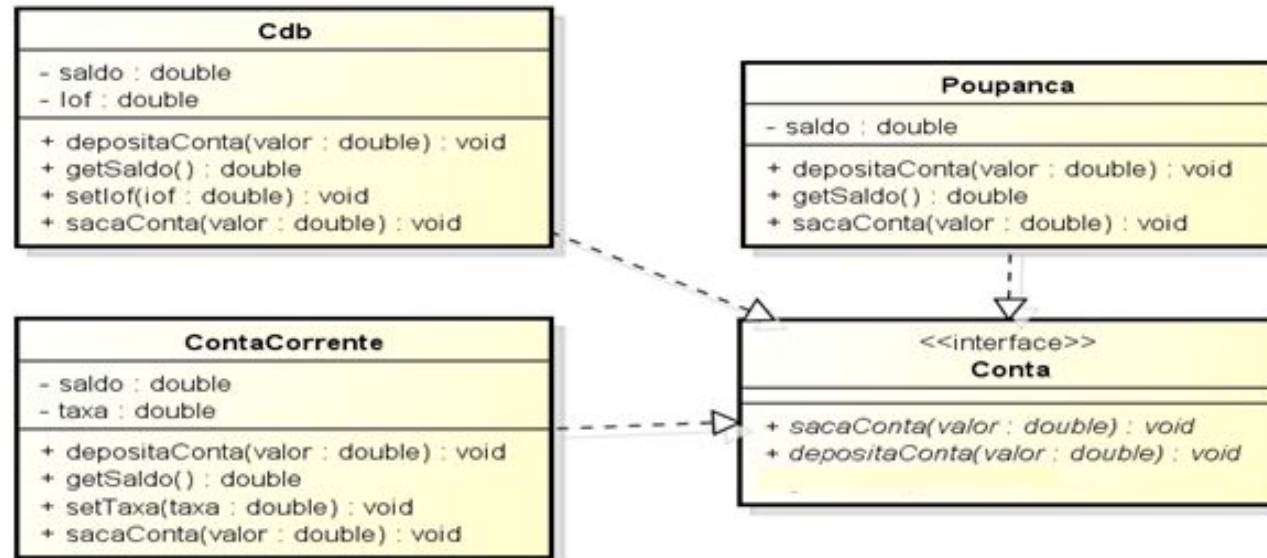 Cdb
- saldo : double
- Iof : double
+ depositaConta(valor : double) : void
+ getSaldo() : double
+ setIof(iof : double) : void
+ sacaConta(valor : double) : void
Poupanca
- saldo : double
+ depositaConta(valor : double) : void
+ getSaldo() : double
+ sacaConta(valor : double) : void
ContaCorrente
- saldo : double
- taxa : double
+ depositaConta(valor : double) : void
+ getSaldo() : double
+ setTaxa(taxa : double) : void
+ sacaConta(valor : double) : void
<<interface>>
Conta
+ sacaConta(valor : double) : void
+ depositaConta(valor : double) : void